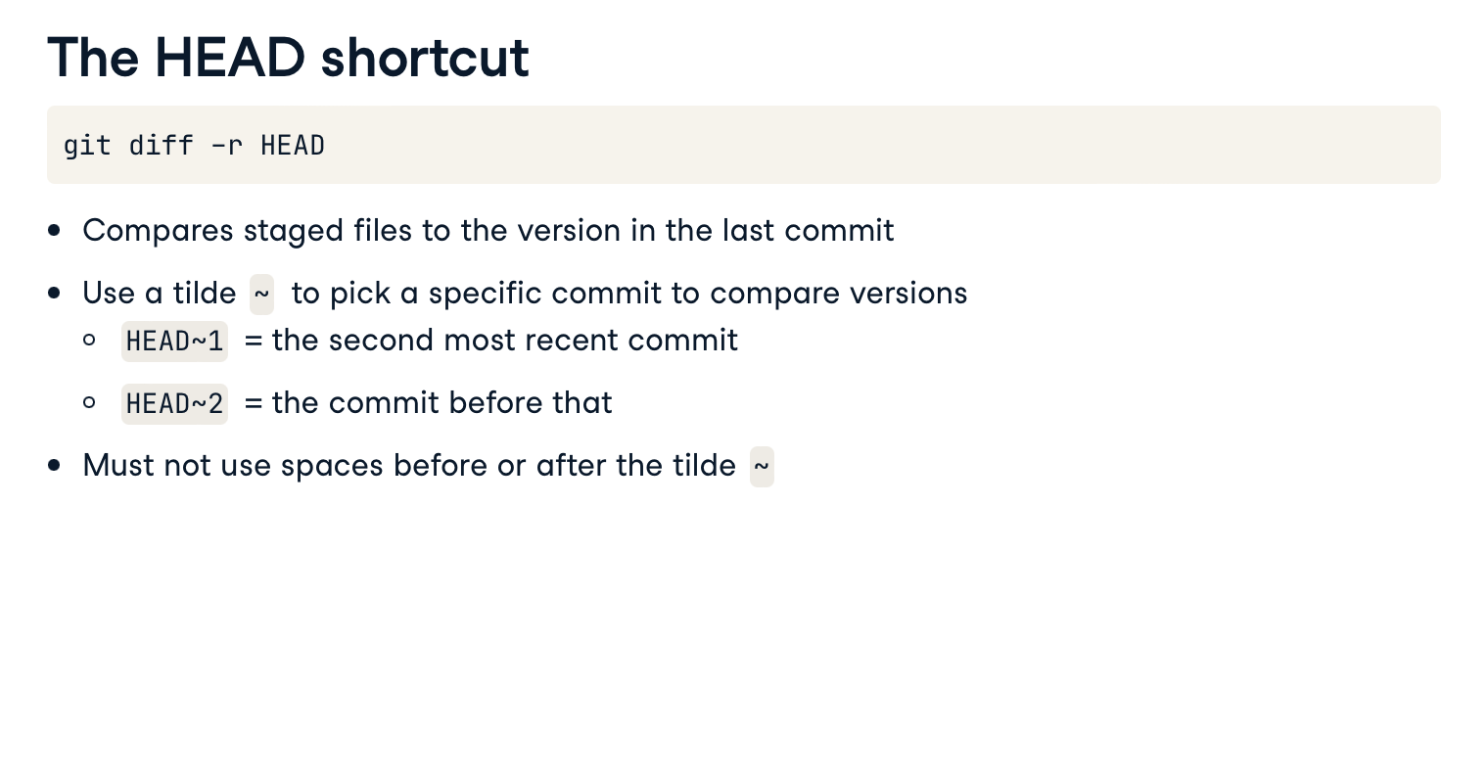 The HEAD shortcut
git diff -r HEAD
• Compares staged files to the version in the last commit
• Use a tilde ~ to pick a specific commit to compare versions
○ HEAD~1 = the second most recent commit
○ HEAD~2 = the commit before that
• Must not use spaces before or after the tilde ~